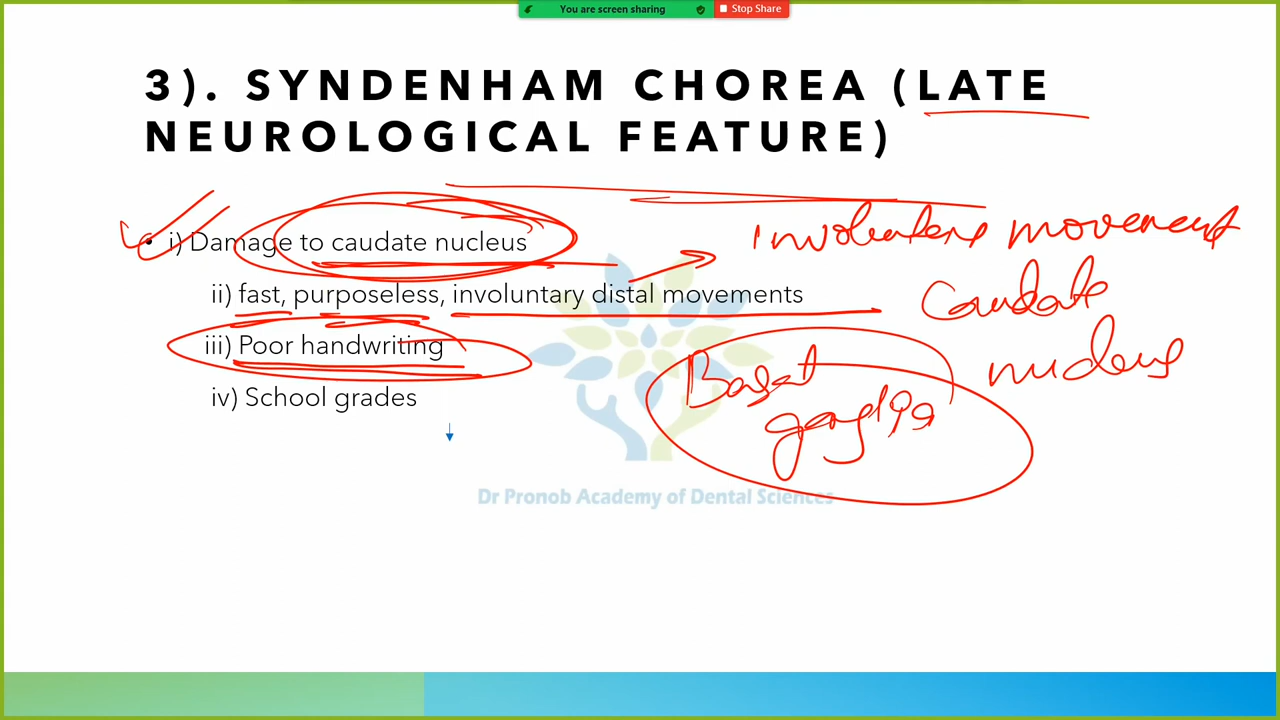 You are screen sharing
Stop Share
3). SYNDENHAM CHOREA (LATE
NEUROLOGICAL FEATURE)
• i) Damage to caudate nucleus
ii) fast, purposeless, involuntary distal movements
iii) Poor handwriting
iv) School grades
involuntary movement
Caudate
nucleus
Basal
ganglia
Dr Pronob Academy of Dental Sciences